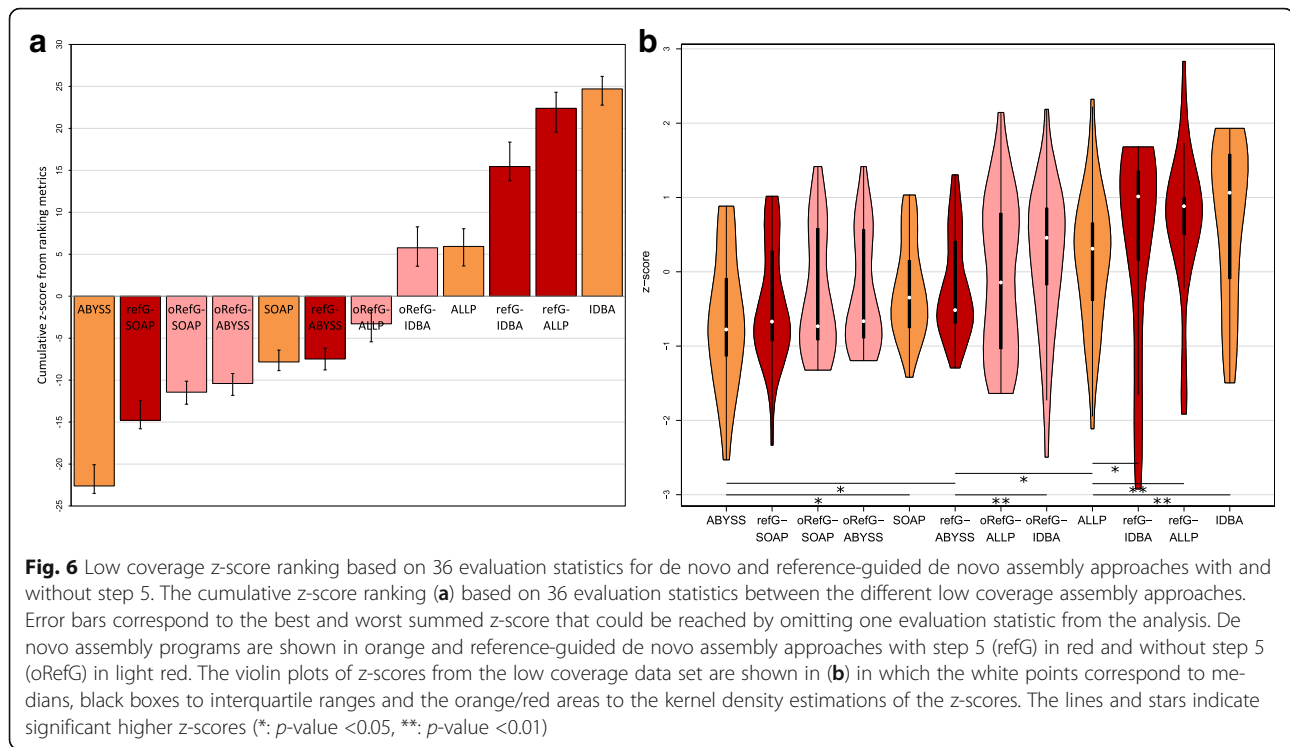 a
Cumulative z-score from ranking metrics
30
25
20
15
10
5
0
-5
-10
-15
-20
-25
ABYSS
refG-
SOAP
oRefG-
SOAP
oRefG-
ABYSS
SOAP
refG-
ABYSS
oRefG-
ALLP
oRefG-
IDBA
ALLP
refG-
IDBA
refG-
ALLP
IDBA
b
z-score
3
2
1
0
-1
-2
-3
*
*
*
**
*
**
**
ABYSS
refG-
SOAP
oRefG-
SOAP
oRefG-
ABYSS
SOAP
refG-
ABYSS
oRefG-
ALLP
oRefG-
IDBA
ALLP
refG-
IDBA
refG-
ALLP
IDBA
Fig. 6 Low coverage z-score ranking based on 36 evaluation statistics for de novo and reference-guided de novo assembly approaches with and
without step 5. The cumulative z-score ranking (a) based on 36 evaluation statistics between the different low coverage assembly approaches.
Error bars correspond to the best and worst summed z-score that could be reached by omitting one evaluation statistic from the analysis. De
novo assembly programs are shown in orange and reference-guided de novo assembly approaches with step 5 (refG) in red and without step 5
(oRefG) in light red. The violin plots of z-scores from the low coverage data set are shown in (b) in which the white points correspond to me-
dians, black boxes to interquartile ranges and the orange/red areas to the kernel density estimations of the z-scores. The lines and stars indicate
significant higher z-scores (*: p-value <0.05, **: p-value <0.01)